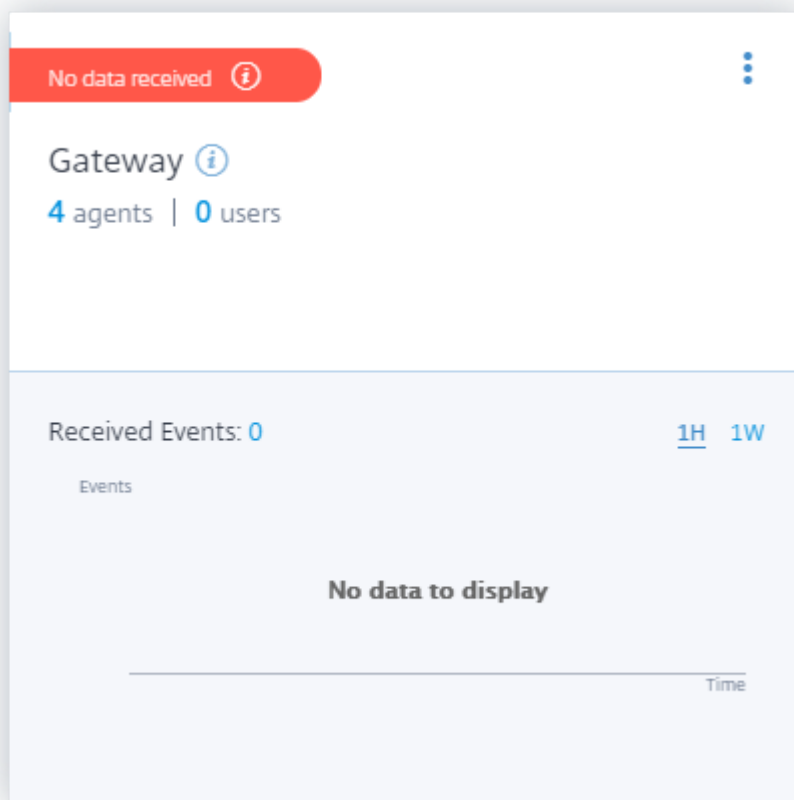 No data received
Gateway
4 agents | 0 users
Received Events: 0
1H 1W
Events
No data to display
Time